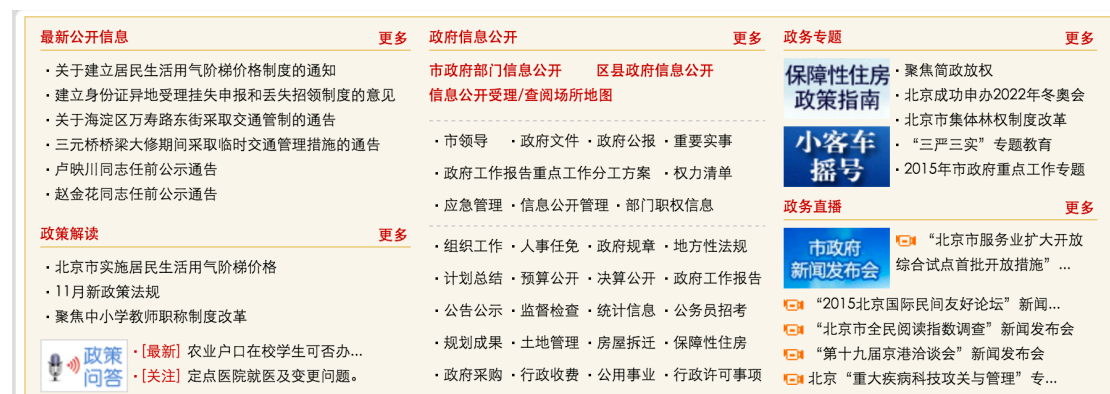 最新公开信息 更多
·关于建立居民生活用气阶梯价格制度的通知
·建立身份证异地受理挂失申报和丢失招领制度的意见
·关于海淀区万寿路东街采取交通管制的通告
·三元桥桥梁大修期间采取临时交通管理措施的通告
·卢映川同志任前公示通告
·赵金花同志任前公示通告
政策解读 更多
·北京市实施居民生活用气阶梯价格
·11月新政策法规
·聚焦中小学教师职称制度改革
政策
问答
·[最新] 农业户口在校学生可否办...
·[关注] 定点医院就医及变更问题。
政府信息公开 更多
市政府部门信息公开 区县政府信息公开
信息公开受理/查阅场所地图
·市领导 ·政府文件 ·政府公报 ·重要实事
·政府工作报告重点工作分工方案 ·权力清单
·应急管理 ·信息公开管理 ·部门职权信息
·组织工作 ·人事任免 ·政府规章 ·地方性法规
·计划总结 ·预算公开 ·决算公开 ·政府工作报告
·公告公示 ·监督检查 ·统计信息 ·公务员招考
·规划成果 ·土地管理 ·房屋拆迁 ·保障性住房
·政府采购 ·行政收费 ·公用事业 ·行政许可事项
政务专题 更多
保障性住房
政策指南
小客车
摇号
·聚焦简政放权
·北京成功申办2022年冬奥会
·北京市集体林权制度改革
·“三严三实”专题教育
·2015年市政府重点工作专题
政务直播 更多
市政府
新闻发布会
“北京市服务业扩大开放
综合试点首批开放措施”...
“2015北京国际民间友好论坛”新闻...
“北京市全民阅读指数调查”新闻发布会
“第十九届京港洽谈会”新闻发布会
北京“重大疾病科技攻关与管理”专...